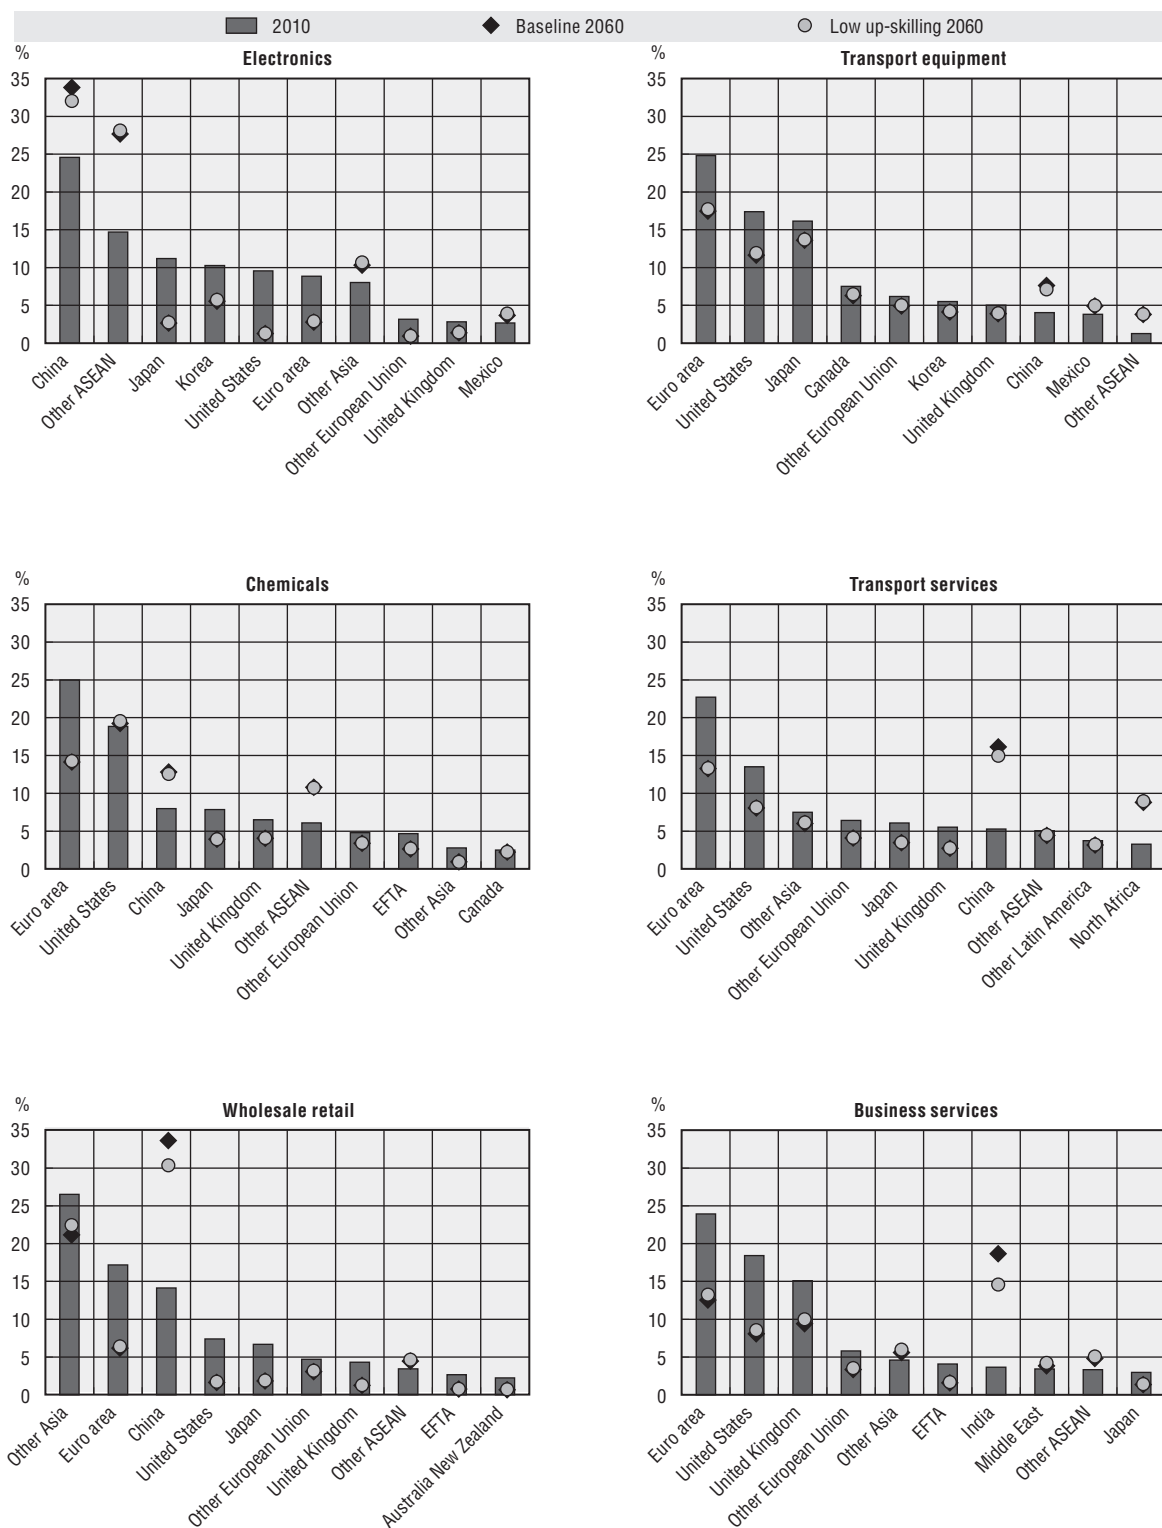 2010 Baseline 2060 Low up-skilling 2060
% Electronics
35
30
25
20
15
10
5
0
China
Other ASEAN
Japan
Korea
United States
Euro area
Other Asia
Other European Union
United Kingdom
Mexico
% Transport equipment
35
30
25
20
15
10
5
0
Euro area
United States
Japan
Canada
Other European Union
Korea
United Kingdom
China
Mexico
Other ASEAN
% Chemicals
35
30
25
20
15
10
5
0
Euro area
United States
China
Japan
United Kingdom
Other ASEAN
Other European Union
EFTA
Other Asia
Canada
% Transport services
35
30
25
20
15
10
5
0
Euro area
United States
Other Asia
Other European Union
Japan
United Kingdom
China
Other ASEAN
Other Latin America
North Africa
% Wholesale retail
35
30
25
20
15
10
5
0
Other Asia
Euro area
China
United States
Japan
Other European Union
United Kingdom
Other ASEAN
EFTA
Australia New Zealand
% Business services
35
30
25
20
15
10
5
0
Euro area
United States
United Kingdom
Other European Union
Other Asia
EFTA
India
Middle East
Other ASEAN
Japan